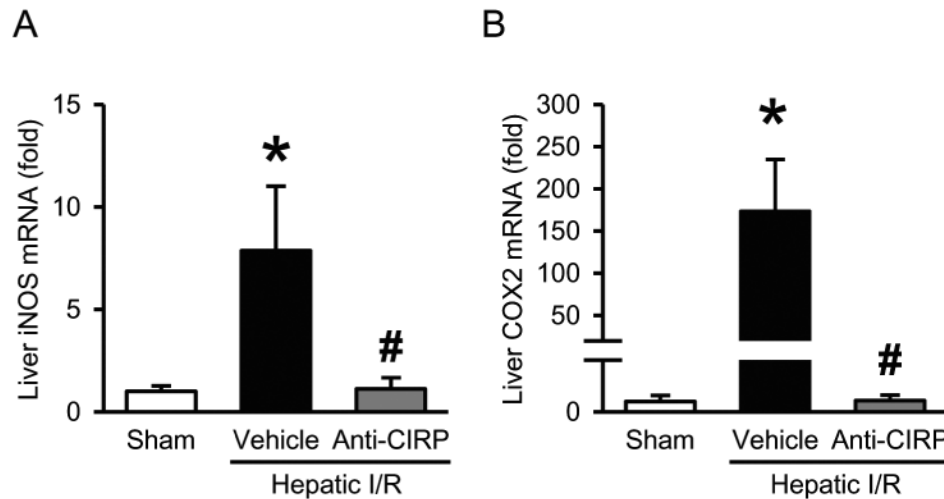 A
Liver iNOS mRNA (fold)
15
10
5
0
*
#
Sham Vehicle Anti-CIRP
Hepatic I/R
B
Liver COX2 mRNA (fold)
300
250
200
150
100
50
0
*
#
Sham Vehicle Anti-CIRP
Hepatic I/R